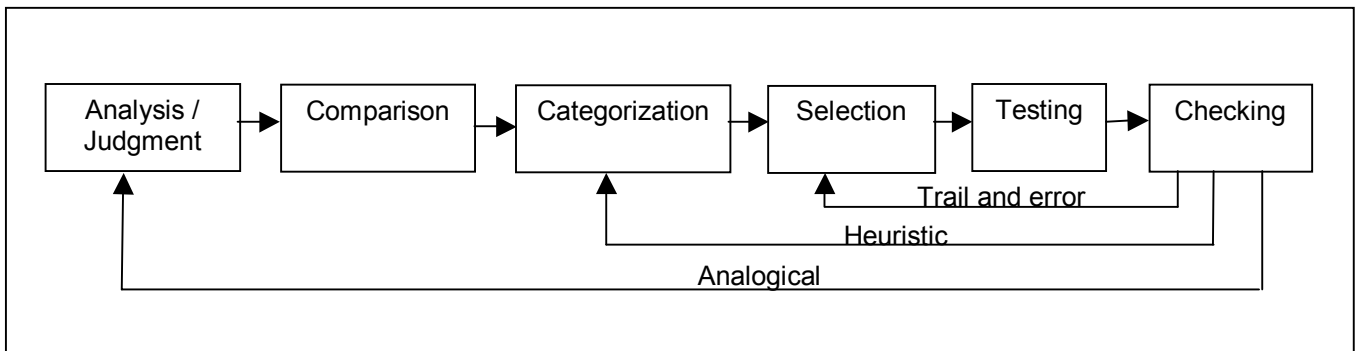 Analysis /
Judgment
Comparison
Categorization
Selection
Testing
Checking
Trail and error
Heuristic
Analogical